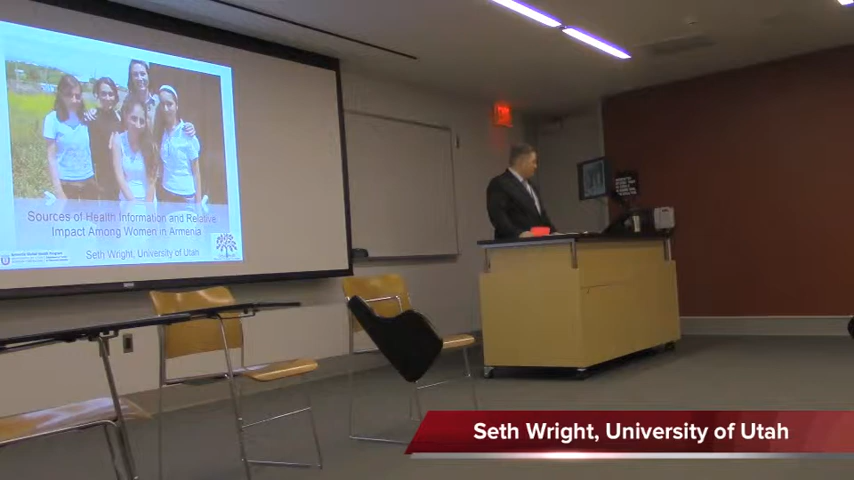 EXIT
Sources of Health Information and Relative
Impact Among Women in Armenia
Seth Wright, University of Utah
Seth Wright, University of Utah